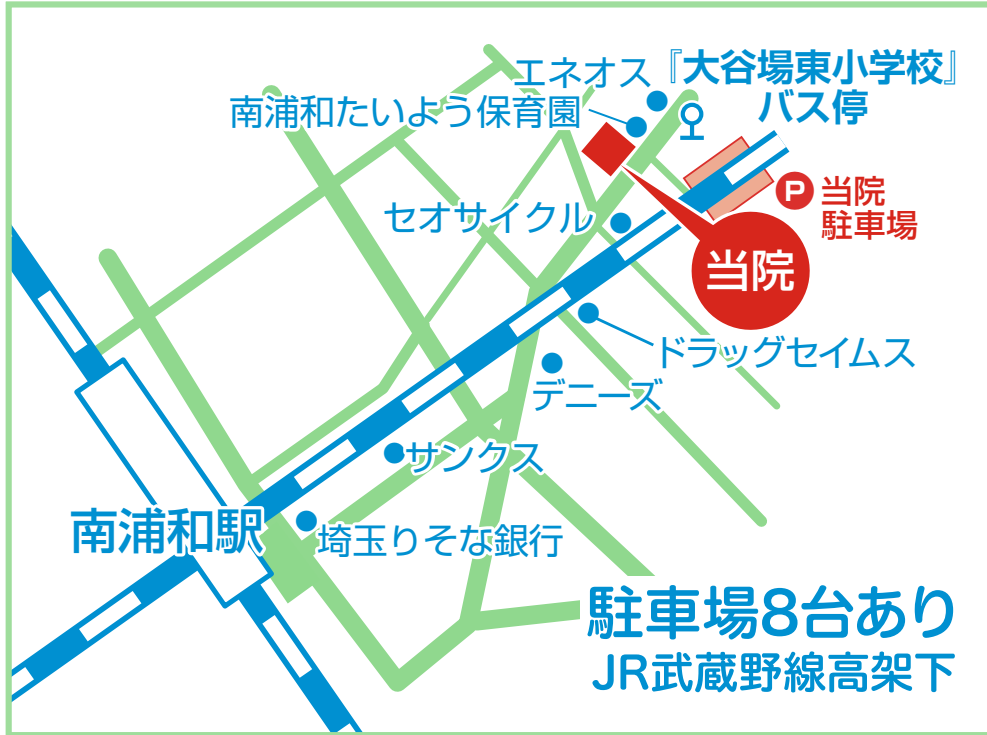 エネオス
『大谷場東小学校』
バス停
南浦和たいよう保育園
P
当院
駐車場
セオサイクル
当院
ドラッグセイムス
デニーズ
サンクス
南浦和駅
埼玉りそな銀行
駐車場8台あり
JR武蔵野線高架下